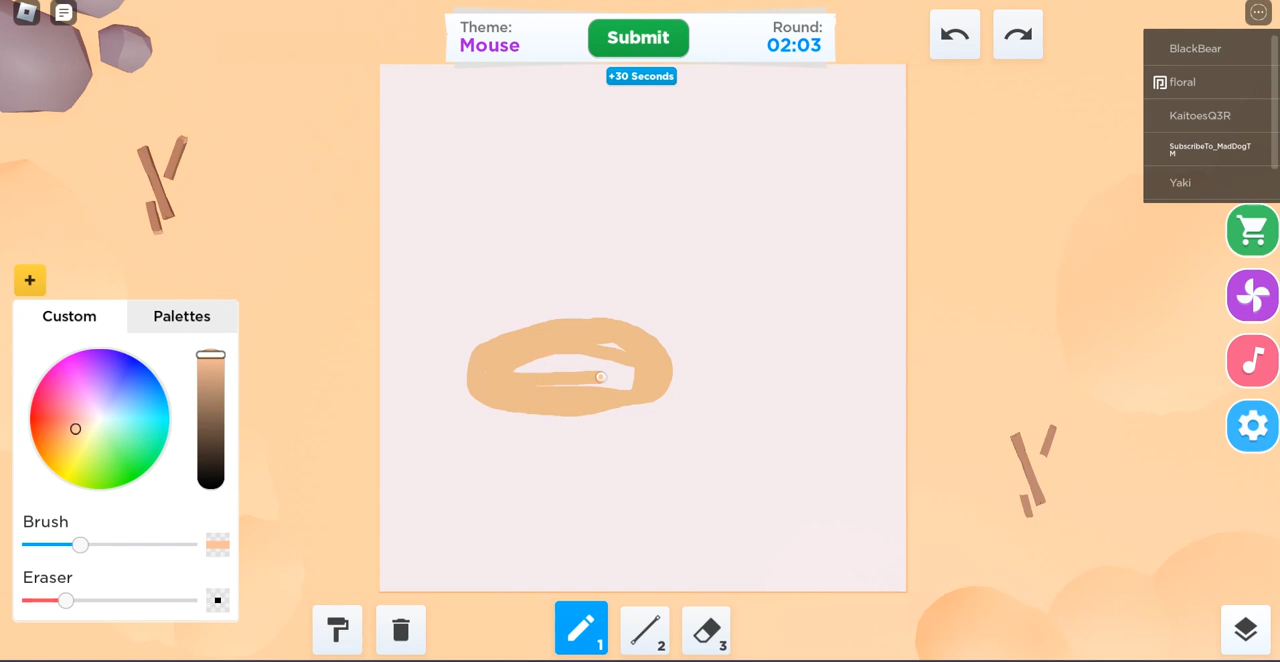 Theme:
Mouse
Submit
Round:
02:03
+30 Seconds
BlackBear
floral
KaitoesQ3R
SubscribeTo_MadDogT
M
Yaki
+
Custom
Palettes
Brush
Eraser
1
2
3